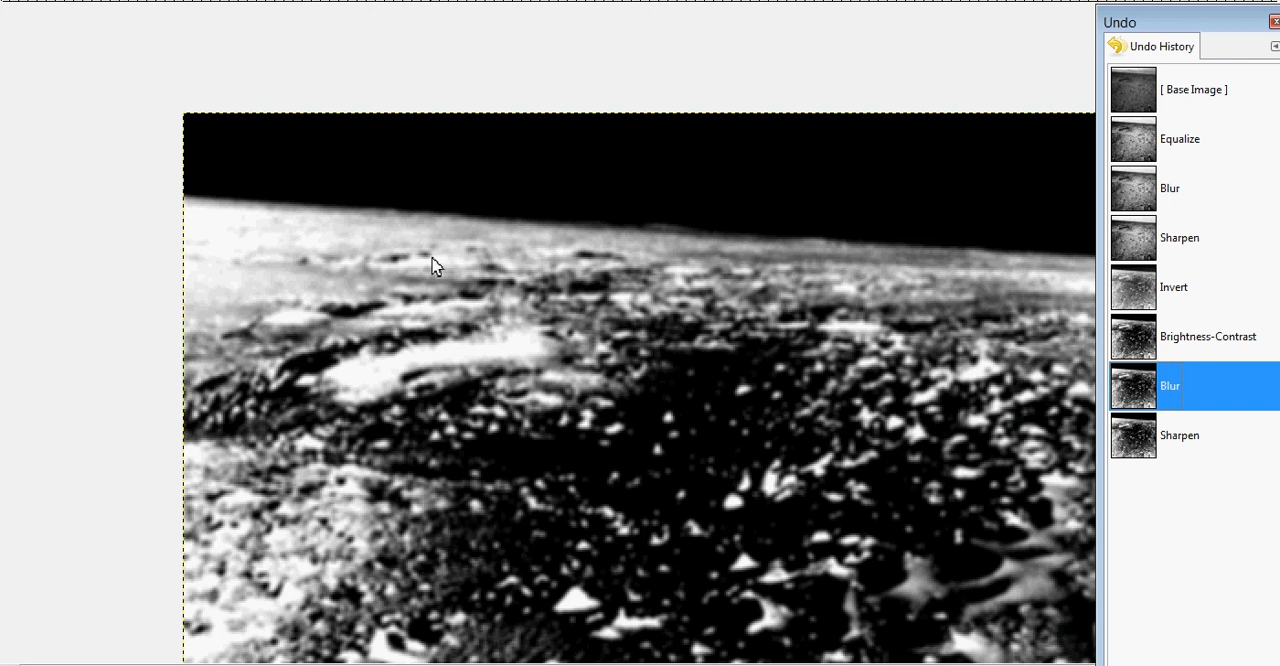 Undo
Undo History
[ Base Image ]
Equalize
Blur
Sharpen
Invert
Brightness-Contrast
Blur
Sharpen